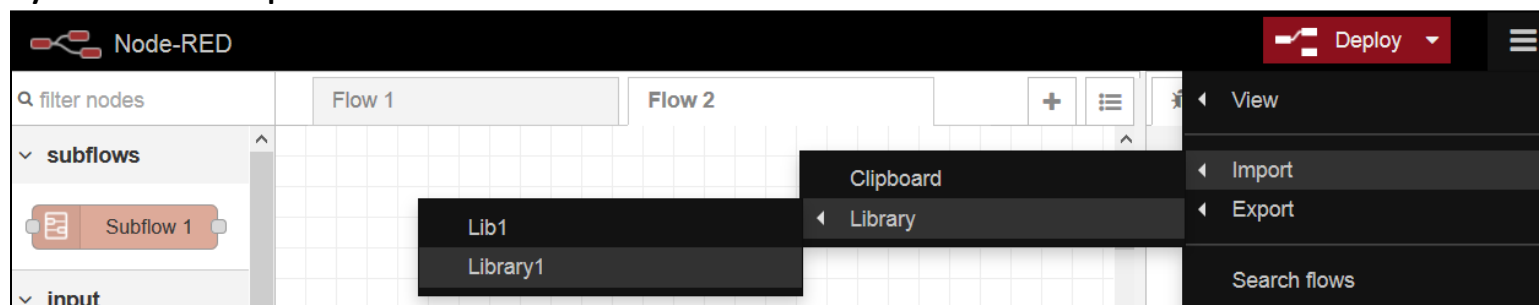 Node-RED
Deploy
filter nodes
Flow 1
Flow 2
View
subflows
Clipboard
Import
Subflow 1
Lib1
Library
Export
Library1
Search flows
input